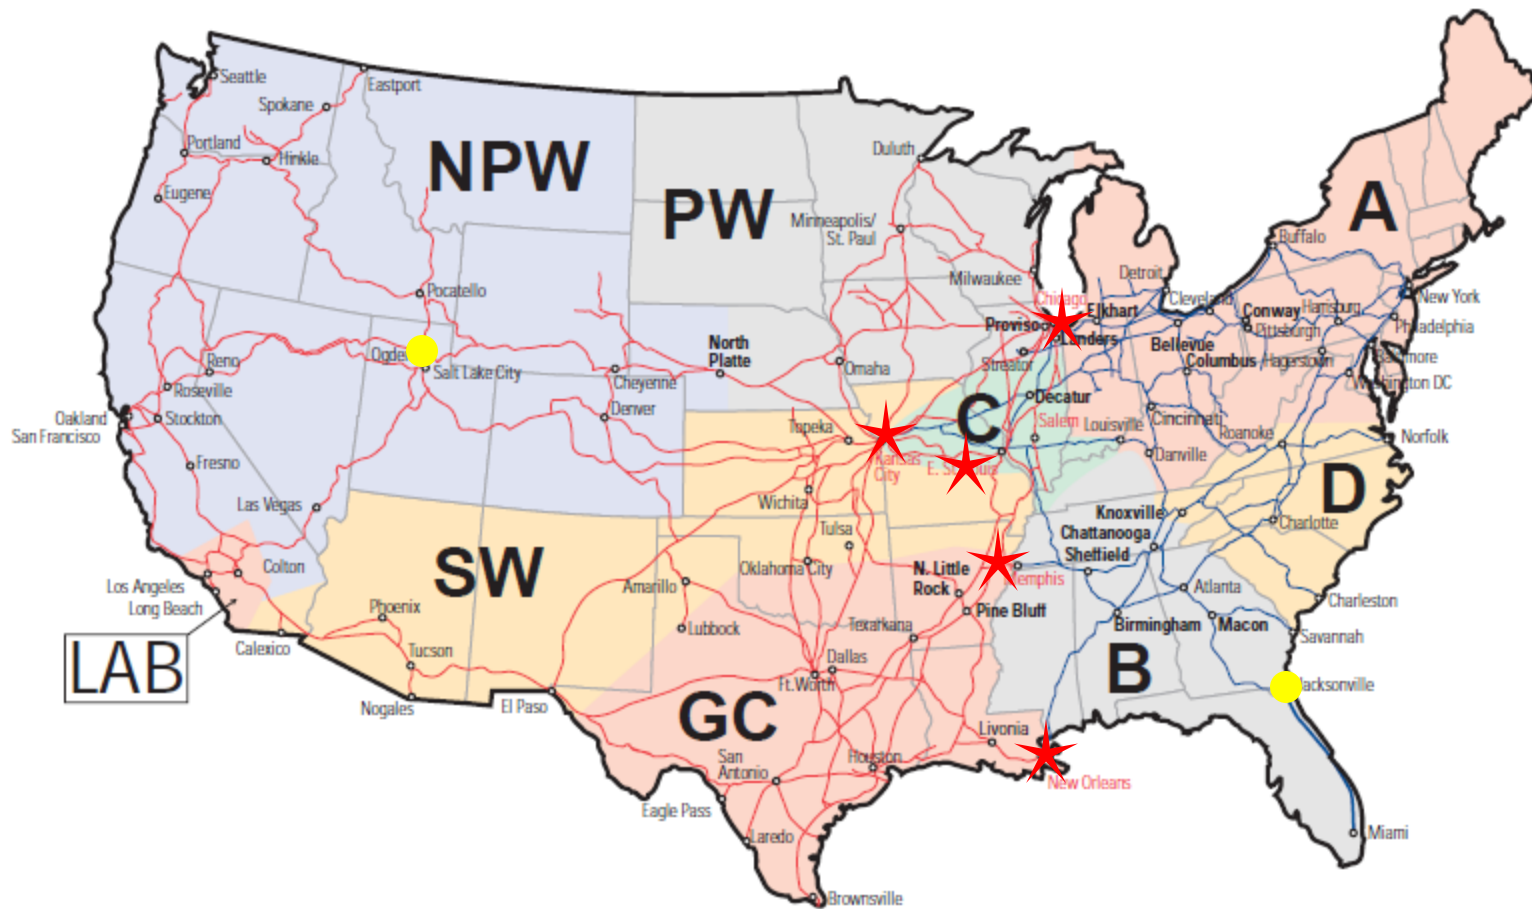 Seattle
Eastport
Spokane
Portland
Hinkle
Eugene
NPW
PW
Duluth
Minneapolis/
St. Paul
Milwaukee
A
Buffalo
Detroit
Cleveland
New York
Pocatello
Chicago
Elkhart
Conway
Harrisburg
Proviso
Landers
Pittsburgh
Philadelphia
North
Platte
Bellevue
Columbus
Hagerstown
Baltimore
Washington DC
Reno
Ogde
Salt Lake City
Cheyenne
Omaha
Streator
Roseville
Oakland
San Francisco
Stockton
Denver
Topeka
C
Decatur
Salem
Louisville
Cincinnati
Roanoke
Norfolk
Fresno
Kansas
City
E. St. Louis
Danville
Las Vegas
Wichita
D
Tulsa
Knoxville
Charlotte
Chattanooga
Sheffield
SW
Colton
Los Angeles
Long Beach
Amarillo
Oklahoma City
N. Little
Rock
Memphis
Atlanta
Charleston
Phoenix
Pine Bluff
Birmingham
Macon
Lubbock
Texarkana
Savannah
Calexico
Tucson
LAB
Dallas
Ft. Worth
B
Jacksonville
Nogales
El Paso
GC
Livonia
San
Antonio
Houston
New Orleans
Eagle Pass
Laredo
Miami
Brownsville